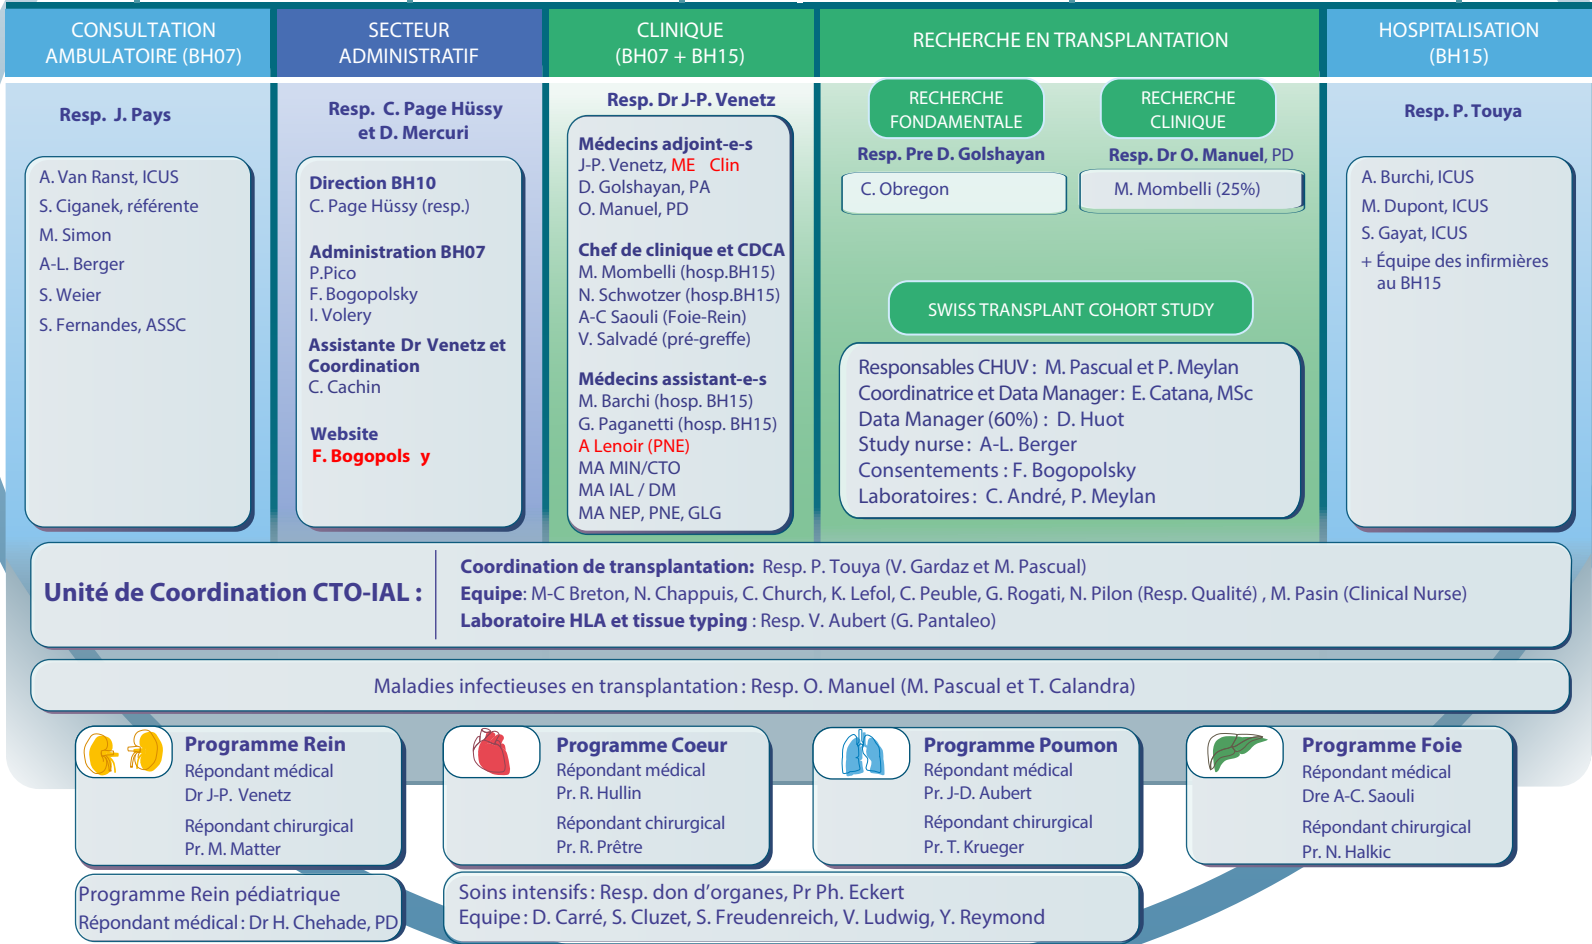 CONSULTATION
AMBULATOIRE (BH07)
SECTEUR
ADMINISTRATIF
CLINIQUE
(BH07 + BH15)
RECHERCHE EN TRANSPLANTATION
HOSPITALISATION
(BH15)
Resp. J. Pays
A. Van Ranst, ICUS
S. Ciganek, référente
M. Simon
A-L. Berger
S. Weier
S. Fernandes, ASSC
Resp. C. Page Hüssy
et D. Mercuri
Direction BH10
C. Page Hüssy (resp.)
Administration BH07
P.Pico
F. Bogopolsky
I. Volery
Assistante Dr Venetz et
Coordination
C. Cachin
Website
F. Bogopols y
Resp. Dr J-P. Venetz
Médecins adjoint-e-s
J-P. Venetz, ME Clin
D. Golshayan, PA
O. Manuel, PD
Chef de clinique et CDCA
M. Mombelli (hosp.BH15)
N. Schwotzer (hosp.BH15)
A-C Saouli (Foie-Rein)
V. Salvadé (pré-greffe)
Médecins assistant-e-s
M. Barchi (hosp. BH15)
G. Paganetti (hosp. BH15)
A Lenoir (PNE)
MA MIN/CTO
MA IAL / DM
MA NEP, PNE, GLG
RECHERCHE
FONDAMENTALE
Resp. Pre D. Golshayan
C. Obregon
RECHERCHE
CLINIQUE
Resp. Dr O. Manuel, PD
M. Mombelli (25%)
SWISS TRANSPLANT COHORT STUDY
Responsables CHUV : M. Pascual et P. Meylan
Coordinatrice et Data Manager : E. Catana, MSc
Data Manager (60%) : D. Huot
Study nurse : A-L. Berger
Consentements : F. Bogopolsky
Laboratoires : C. André, P. Meylan
Resp. P. Touya
A. Burchi, ICUS
M. Dupont, ICUS
S. Gayat, ICUS
+ Équipe des infirmières
au BH15
Unité de Coordination CTO-IAL :
Coordination de transplantation: Resp. P. Touya (V. Gardaz et M. Pascual)
Equipe: M-C Breton, N. Chappuis, C. Church, K. Lefol, C. Peuble, G. Rogati, N. Pilon (Resp. Qualité) , M. Pasin (Clinical Nurse)
Laboratoire HLA et tissue typing : Resp. V. Aubert (G. Pantaleo)
Maladies infectieuses en transplantation : Resp. O. Manuel (M. Pascual et T. Calandra)
Programme Rein
Répondant médical
Dr J-P. Venetz
Répondant chirurgical
Pr. M. Matter
Programme Coeur
Répondant médical
Pr. R. Hullin
Répondant chirurgical
Pr. R. Prêtre
Programme Poumon
Répondant médical
Pr. J-D. Aubert
Répondant chirurgical
Pr. T. Krueger
Programme Foie
Répondant médical
Dre A-C. Saouli
Répondant chirurgical
Pr. N. Halkic
Programme Rein pédiatrique
Répondant médical : Dr H. Chehade, PD
Soins intensifs : Resp. don d'organes, Pr Ph. Eckert
Equipe : D. Carré, S. Cluzet, S. Freudenreich, V. Ludwig, Y. Reymond